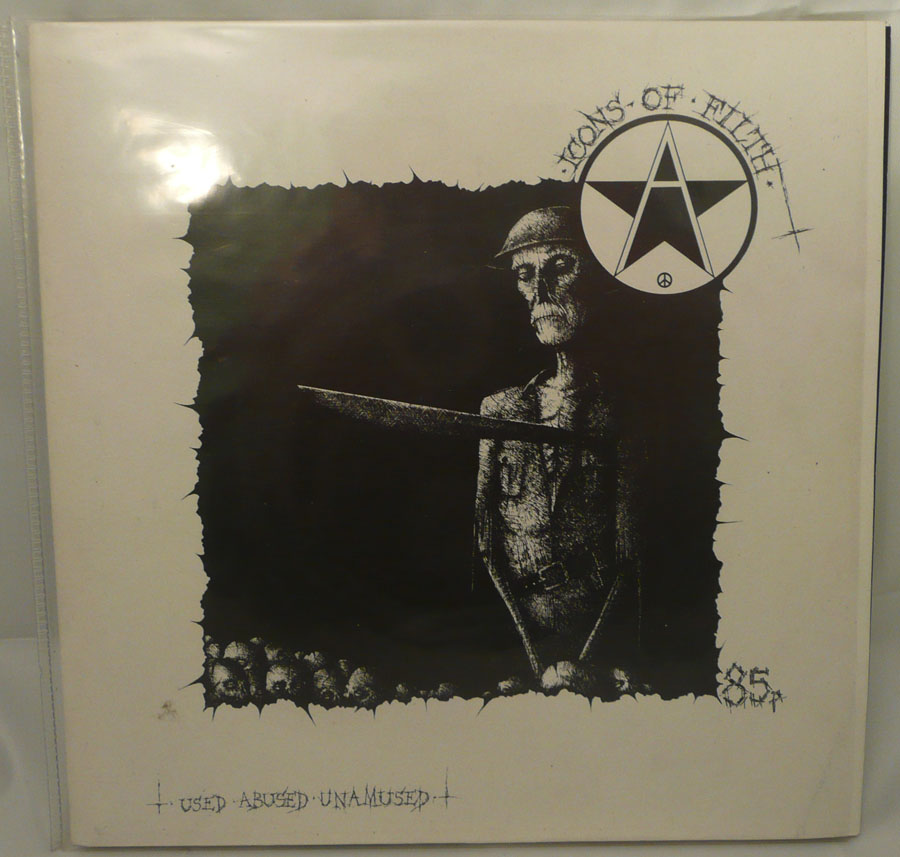 ·ICONS·OF·FILTH·
A
85p
USED·ABUSED·UNAMUSED·